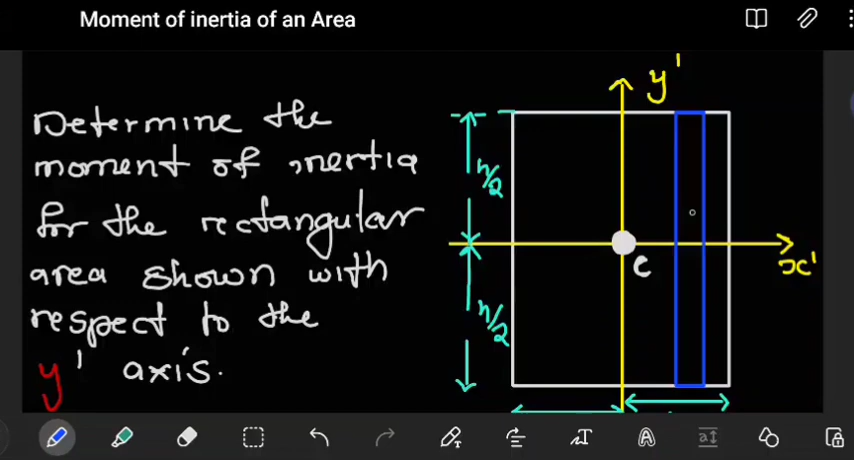 Moment of inertia of an Area
Determine the
moment of inertia
for the rectangular
area shown with
respect to the
y' axis.
y'
h/2
C
x'
h/2